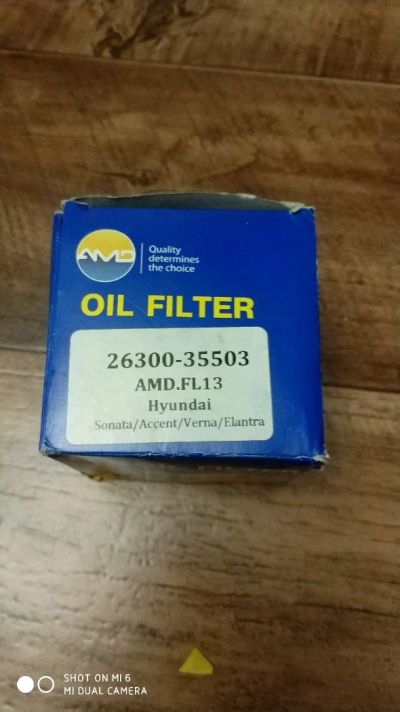 AMD
Quality
determines
the choice
OIL FILTER
26300-35503
AMD.FL13
Hyundai
Sonata/Accent/Verna/Elantra
SHOT ON MI 6
MI DUAL CAMERA